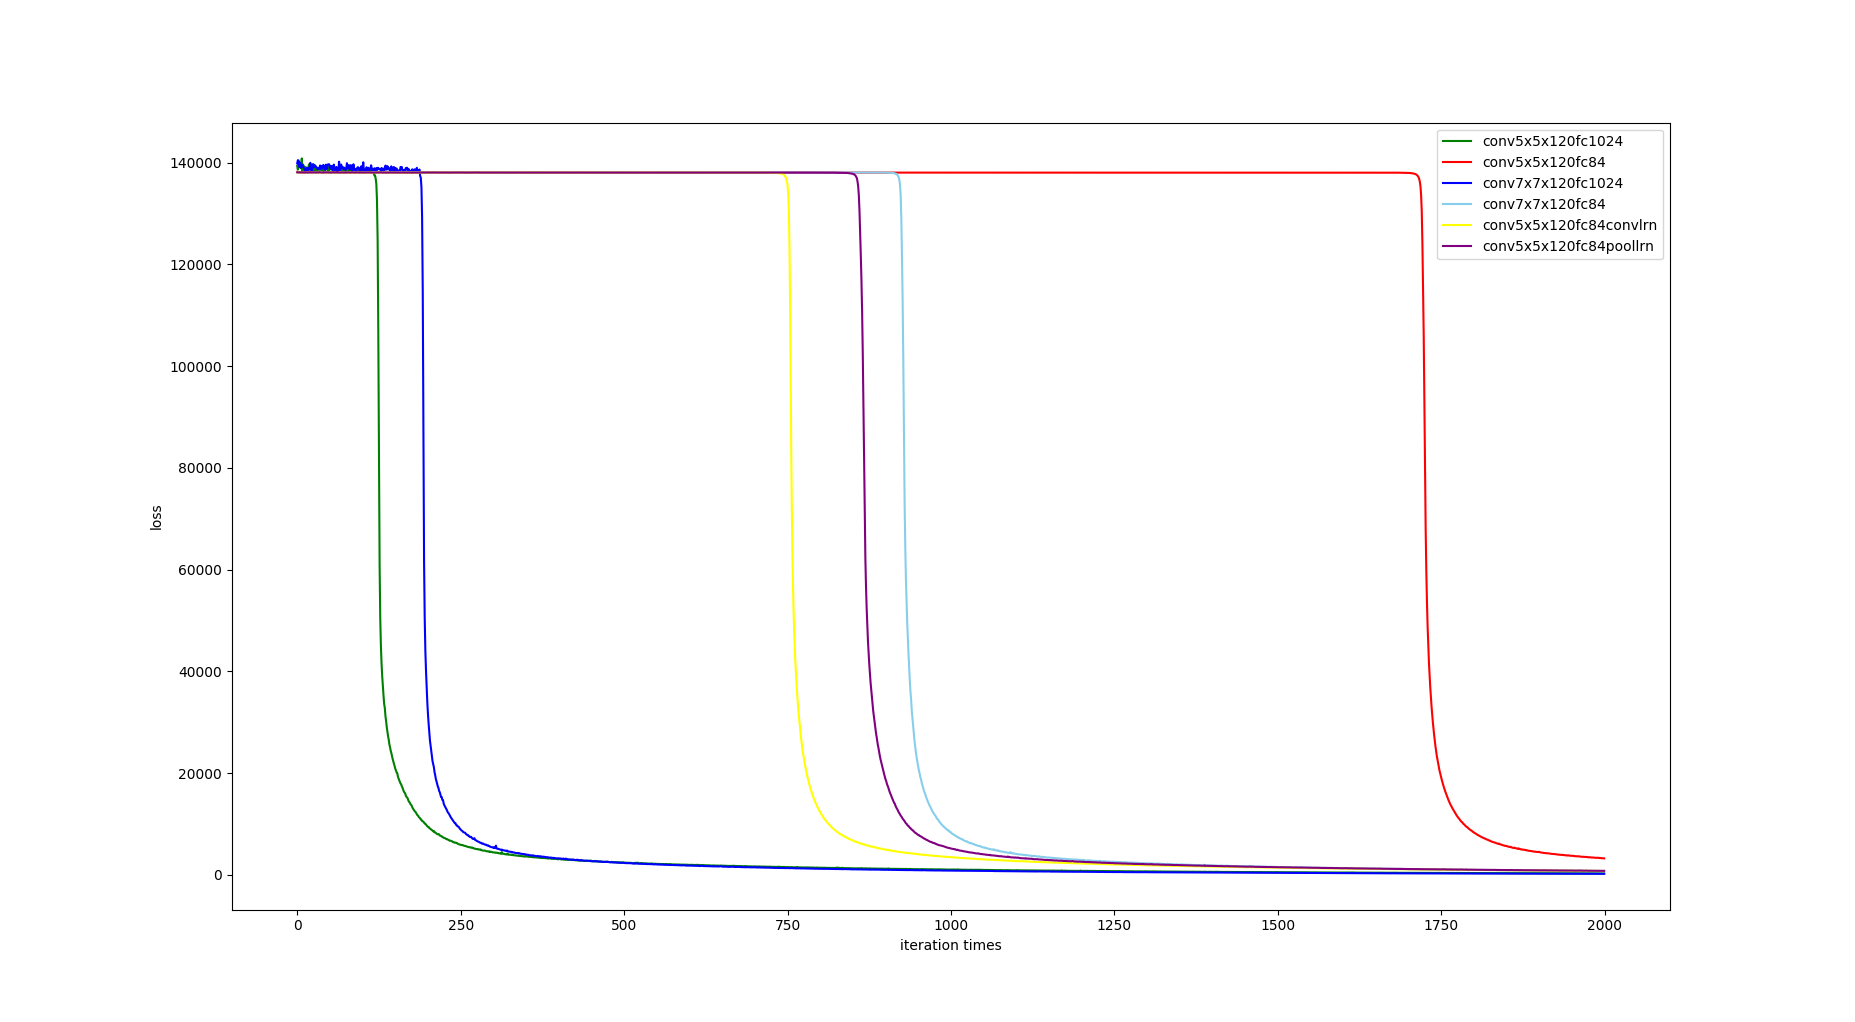 140000
120000
100000
80000
60000
40000
20000
0
loss
0 250 500 750 1000 1250 1500 1750 2000
iteration times
conv5x5x120fc1024
conv5x5x120fc84
conv7x7x120fc1024
conv7x7x120fc84
conv5x5x120fc84convlrn
conv5x5x120fc84poollrn